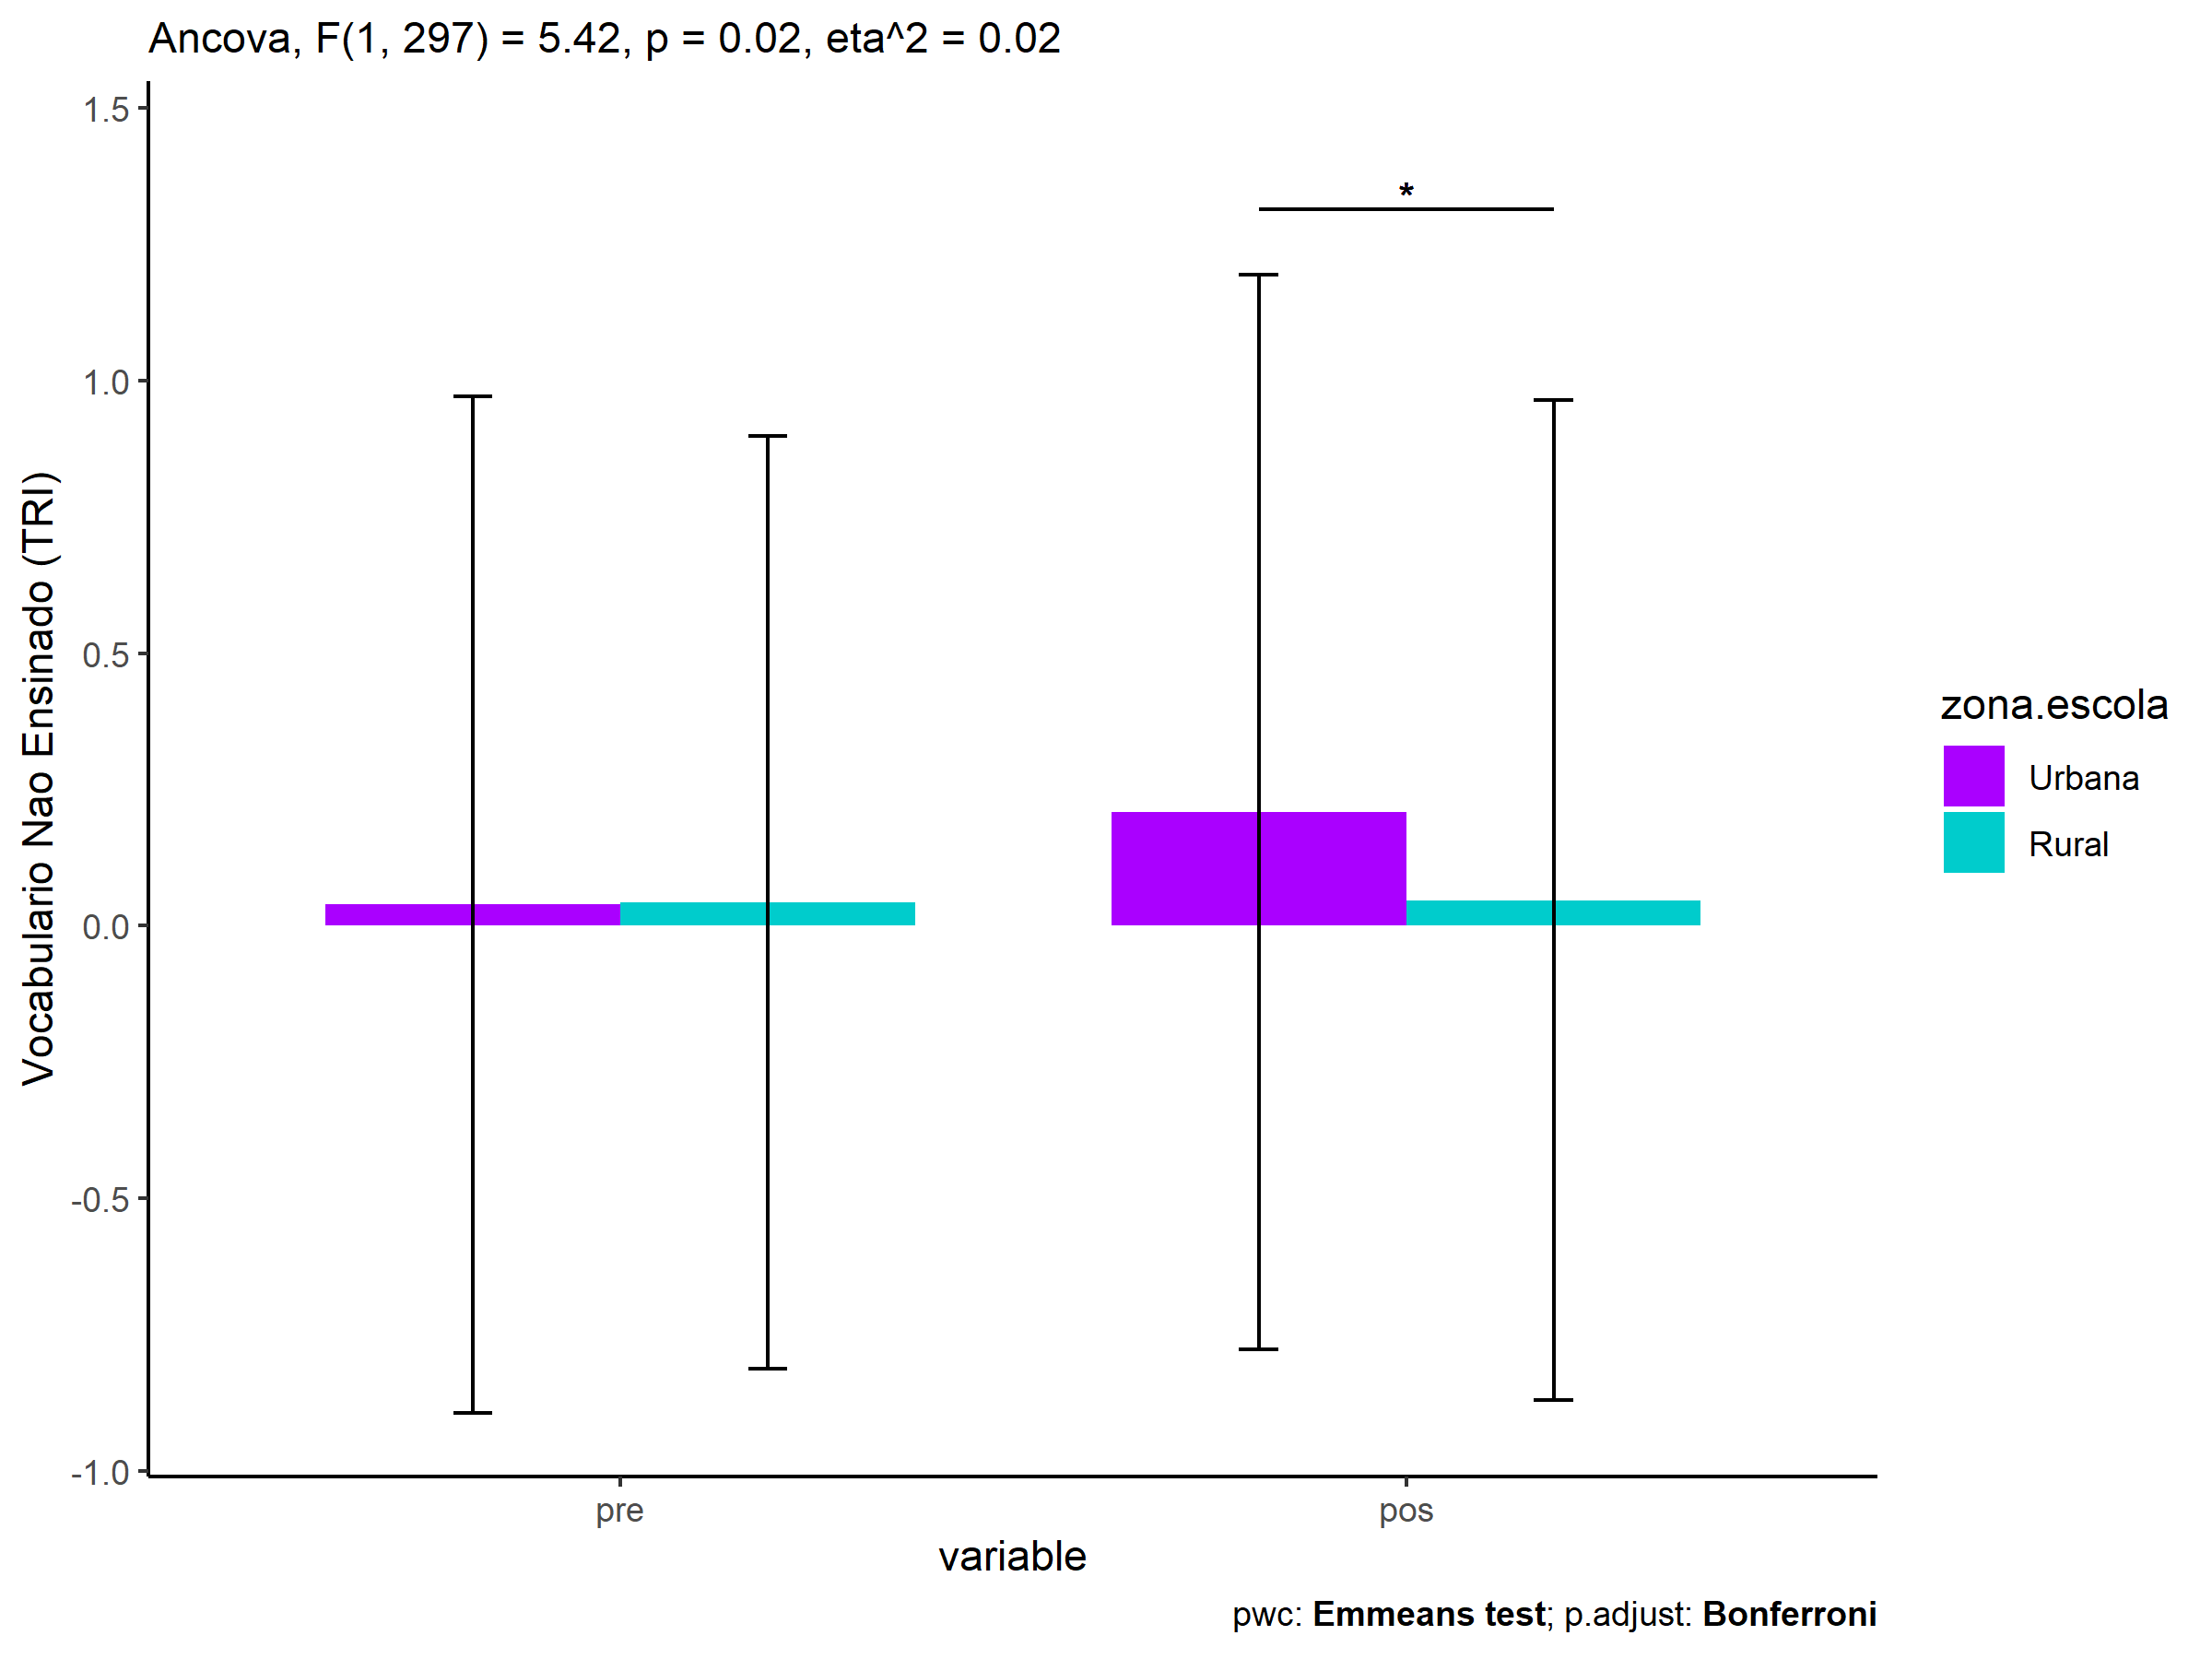 Ancova, F(1, 297) = 5.42, p = 0.02, eta^2 = 0.02
1.5
1.0
0.5
0.0
-0.5
-1.0
Vocabulario Nao Ensinado (TRI)
*
pre
pos
variable
zona.escola
Urbana
Rural
pwc: Emmeans test; p.adjust: Bonferroni